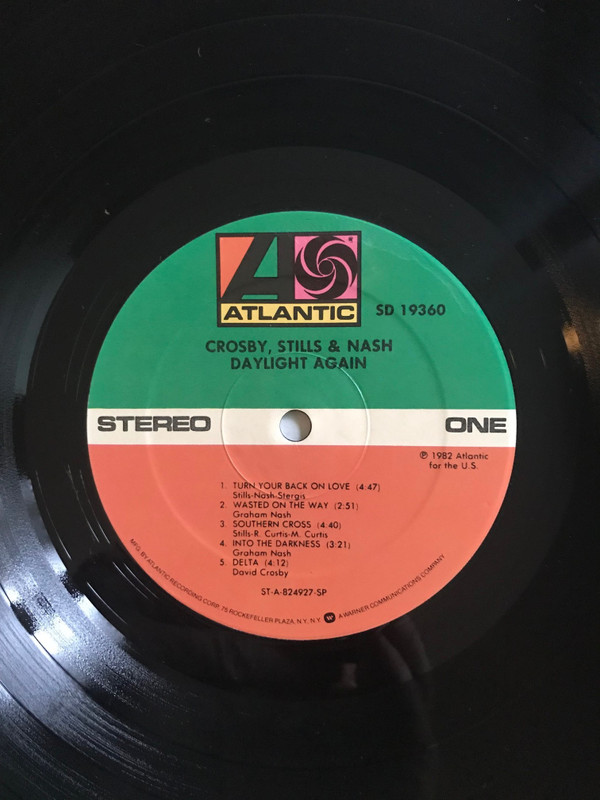 ATLANTIC
SD 19360
CROSBY, STILLS & NASH
DAYLIGHT AGAIN
STEREO
ONE
℗ 1982 Atlantic
for the U.S.
1. TURN YOUR BACK ON LOVE (4:47)
Stills-Nash-Stergis
2. WASTED ON THE WAY (2:51)
Graham Nash
3. SOUTHERN CROSS (4:40)
Stills-R. Curtis-M. Curtis
4. INTO THE DARKNESS (3:21)
Graham Nash
5. DELTA (4:12)
David Crosby
ST-A-824927-SP
MFG. BY ATLANTIC RECORDING CORP., 75 ROCKEFELLER PLAZA, N.Y., N.Y. A WARNER COMMUNICATIONS COMPANY